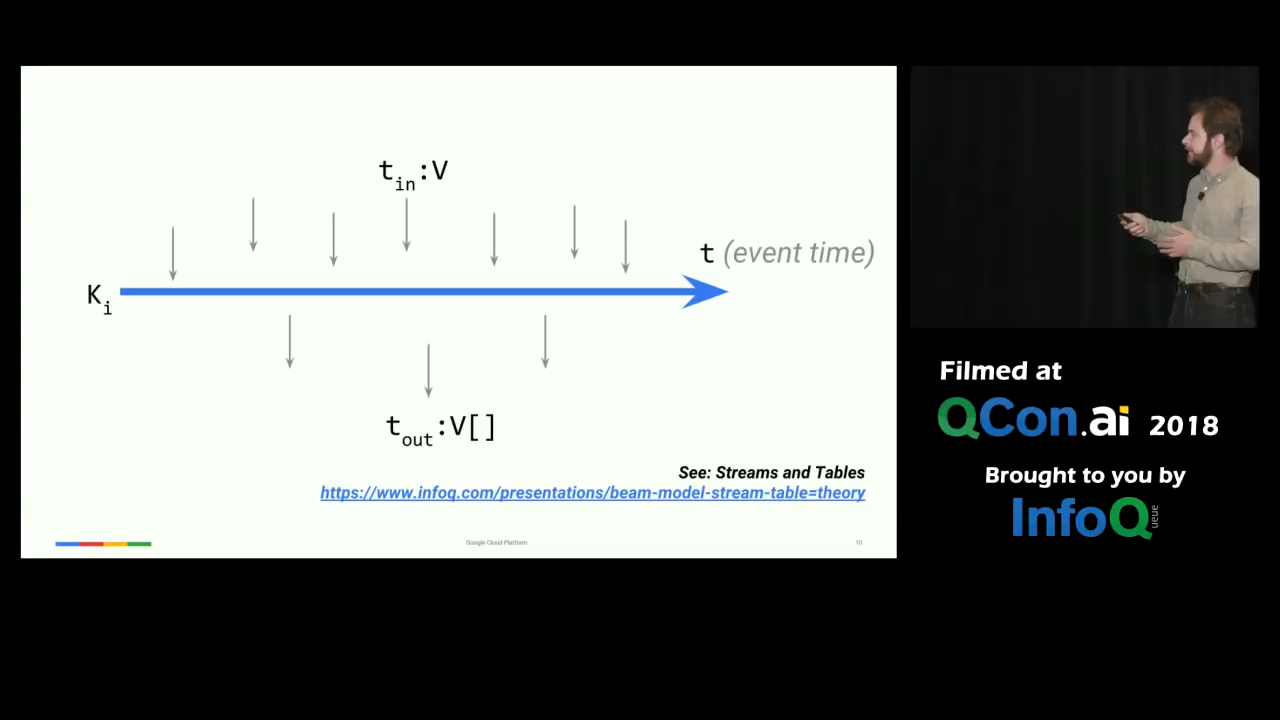 t_in:V
t (event time)
K_i
t_out:V[]
See: Streams and Tables
https://www.infoq.com/presentations/beam-model-stream-table=theory
Google Cloud Platform
10
Filmed at
QCon.ai 2018
Brought to you by
InfoQueue